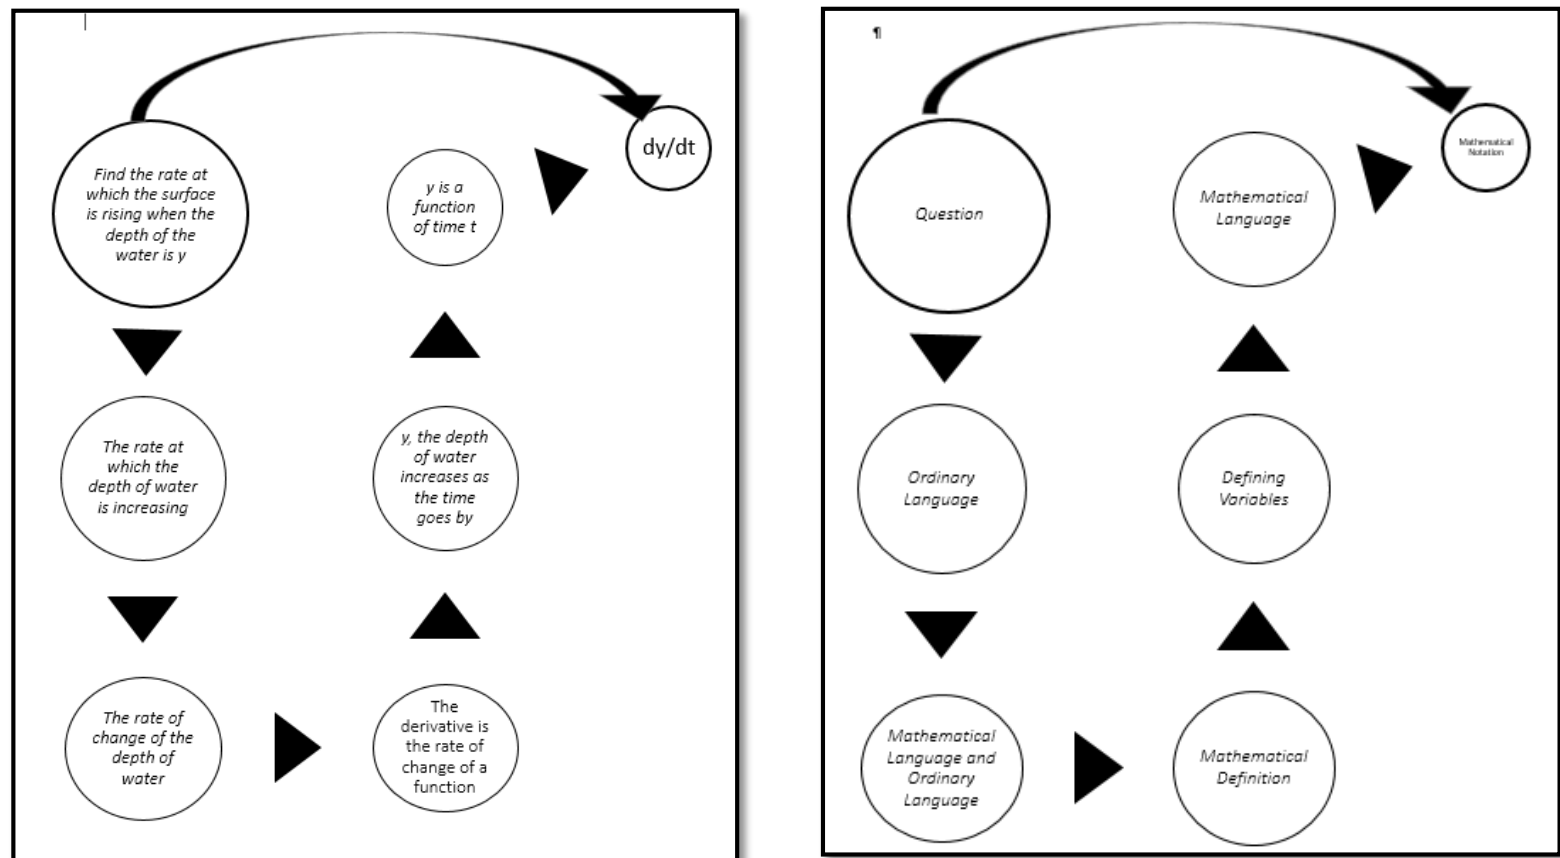 Find the rate at
which the surface
is rising when the
depth of the
water is y
The rate at
which the
depth of water
is increasing
The rate of
change of the
depth of
water
The
derivative is
the rate of
change of a
function
y, the depth
of water
increases as
the time
goes by
y is a
function
of time t
dy/dt
¶
Question
Ordinary
Language
Mathematical
Language and
Ordinary
Language
Mathematical
Definition
Defining
Variables
Mathematical
Language
Mathematical
Notation